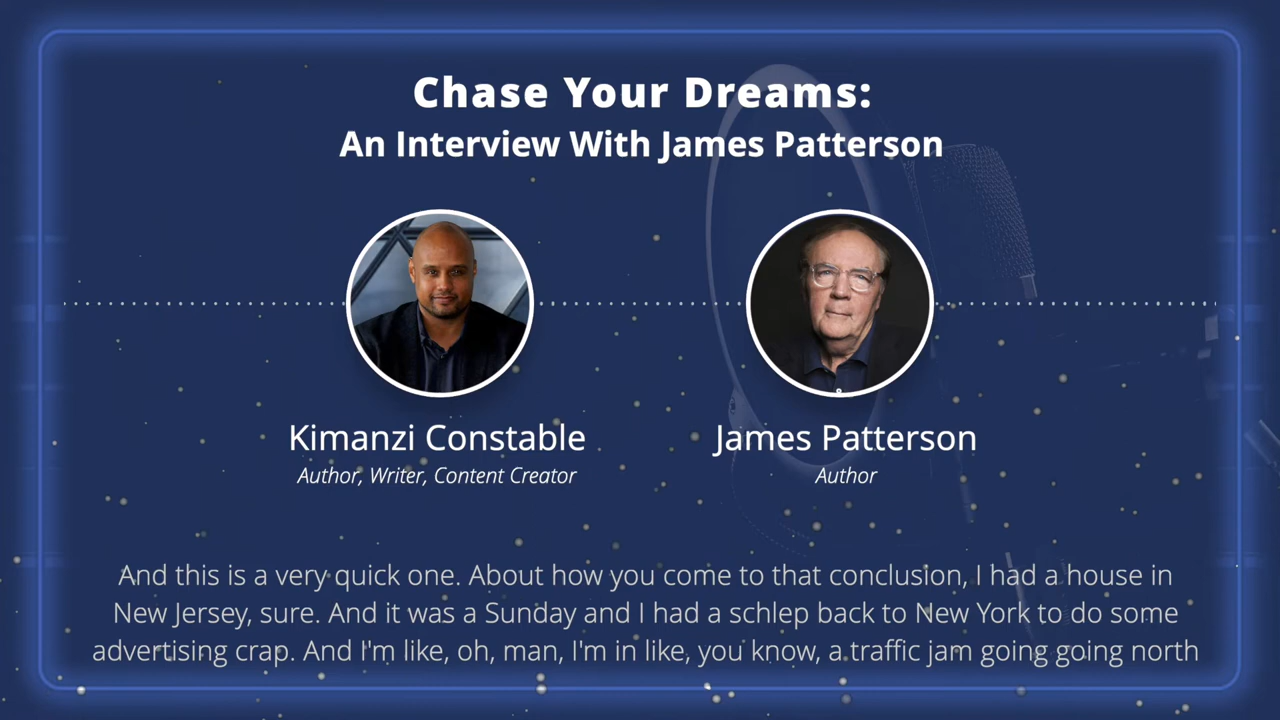 Chase Your Dreams:
An Interview With James Patterson
Kimanzi Constable
Author, Writer, Content Creator
James Patterson
Author
And this is a very quick one. About how you come to that conclusion, I had a house in
New Jersey, sure. And it was a Sunday and I had a schlep back to New York to do some
advertising crap. And I'm like, oh, man, I'm in like, you know, a traffic jam going going north